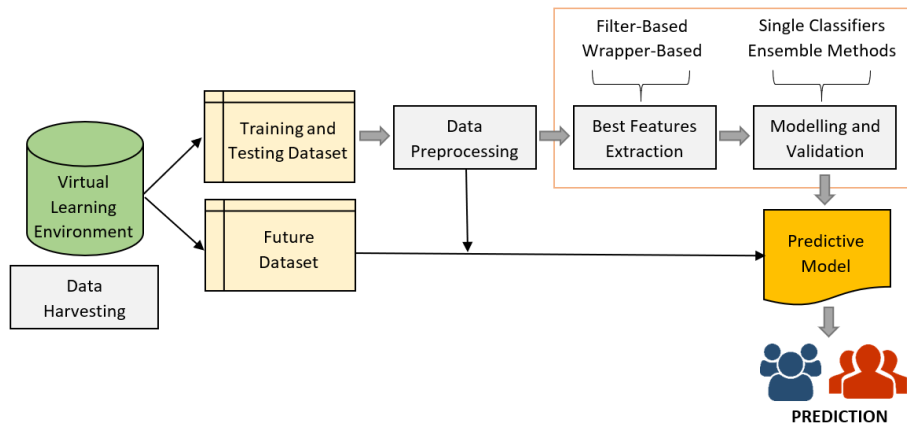 Filter-Based
Wrapper-Based
Single Classifiers
Ensemble Methods
Training and
Testing Dataset
Data
Preprocessing
Best Features
Extraction
Modelling and
Validation
Virtual
Learning
Environment
Future
Dataset
Predictive
Model
Data
Harvesting
PREDICTION